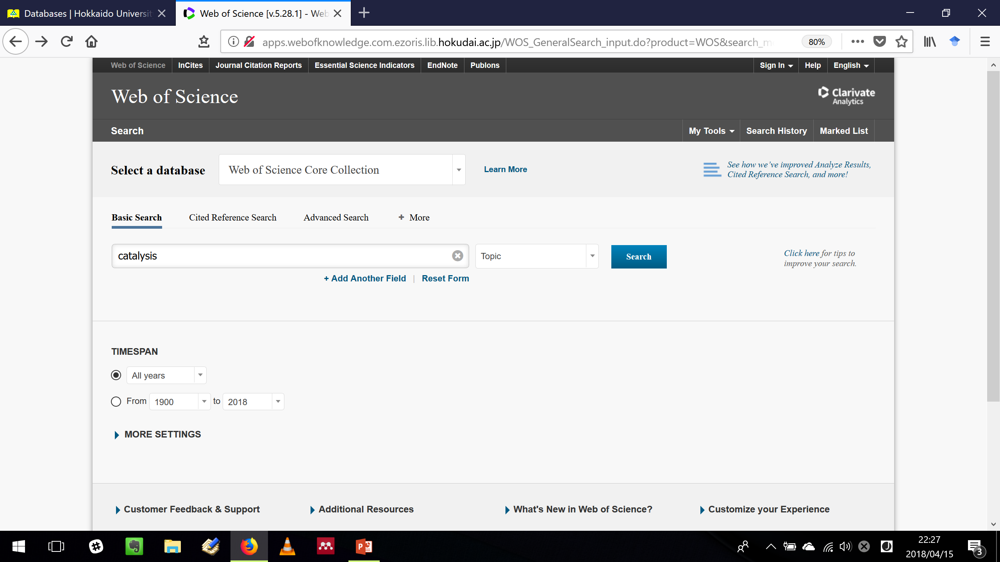 Databases | Hokkaido Universit
Web of Science [v.5.28.1] - Web
apps.webofknowledge.com.ezoris.lib.hokudai.ac.jp/WOS_GeneralSearch_input.do?product=WOS&search_m
80%
Web of Science InCites Journal Citation Reports Essential Science Indicators EndNote Publons Sign In Help English
Web of Science
Clarivate
Analytics
Search My Tools Search History Marked List
Select a database Web of Science Core Collection Learn More
See how we’ve improved Analyze Results,
Cited Reference Search, and more!
Basic Search Cited Reference Search Advanced Search + More
catalysis Topic Search
Click here for tips to
improve your search.
+ Add Another Field | Reset Form
TIMESPAN
All years
From 1900 to 2018
MORE SETTINGS
Customer Feedback & Support Additional Resources What's New in Web of Science? Customize your Experience
22:27
2018/04/15
3